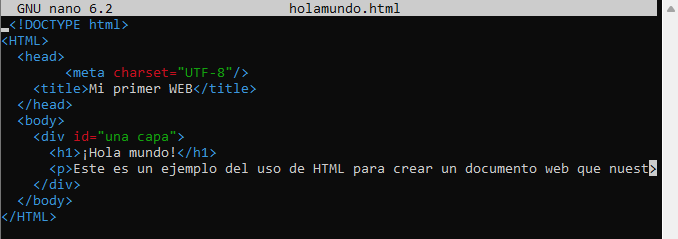 GNU nano 6.2 holamundo.html
<!DOCTYPE html>
<HTML>
<head>
<meta charset="UTF-8"/>
<title>Mi primer WEB</title>
</head>
<body>
<div id="una capa">
<h1>¡Hola mundo!</h1>
<p>Este es un ejemplo del uso de HTML para crear un documento web que nuest>
</div>
</body>
</HTML>